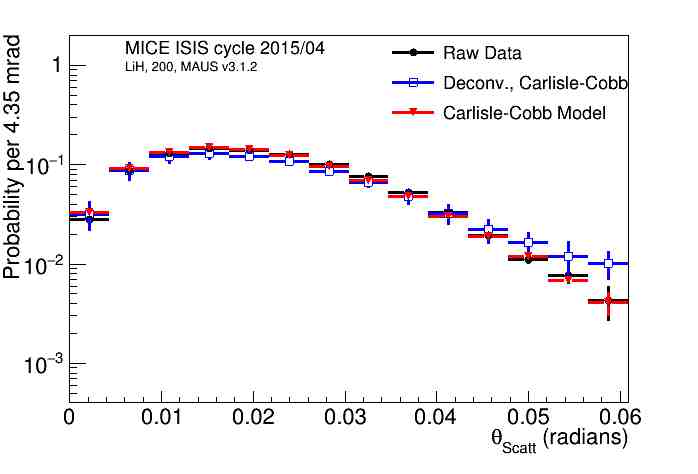 MICE ISIS cycle 2015/04
LiH, 200, MAUS v3.1.2
Raw Data
Deconv., Carlisle-Cobb
Carlisle-Cobb Model
Probability per 4.35 mrad
1
10⁻¹
10⁻²
10⁻³
0 0.01 0.02 0.03 0.04 0.05 0.06
θ_Scatt (radians)